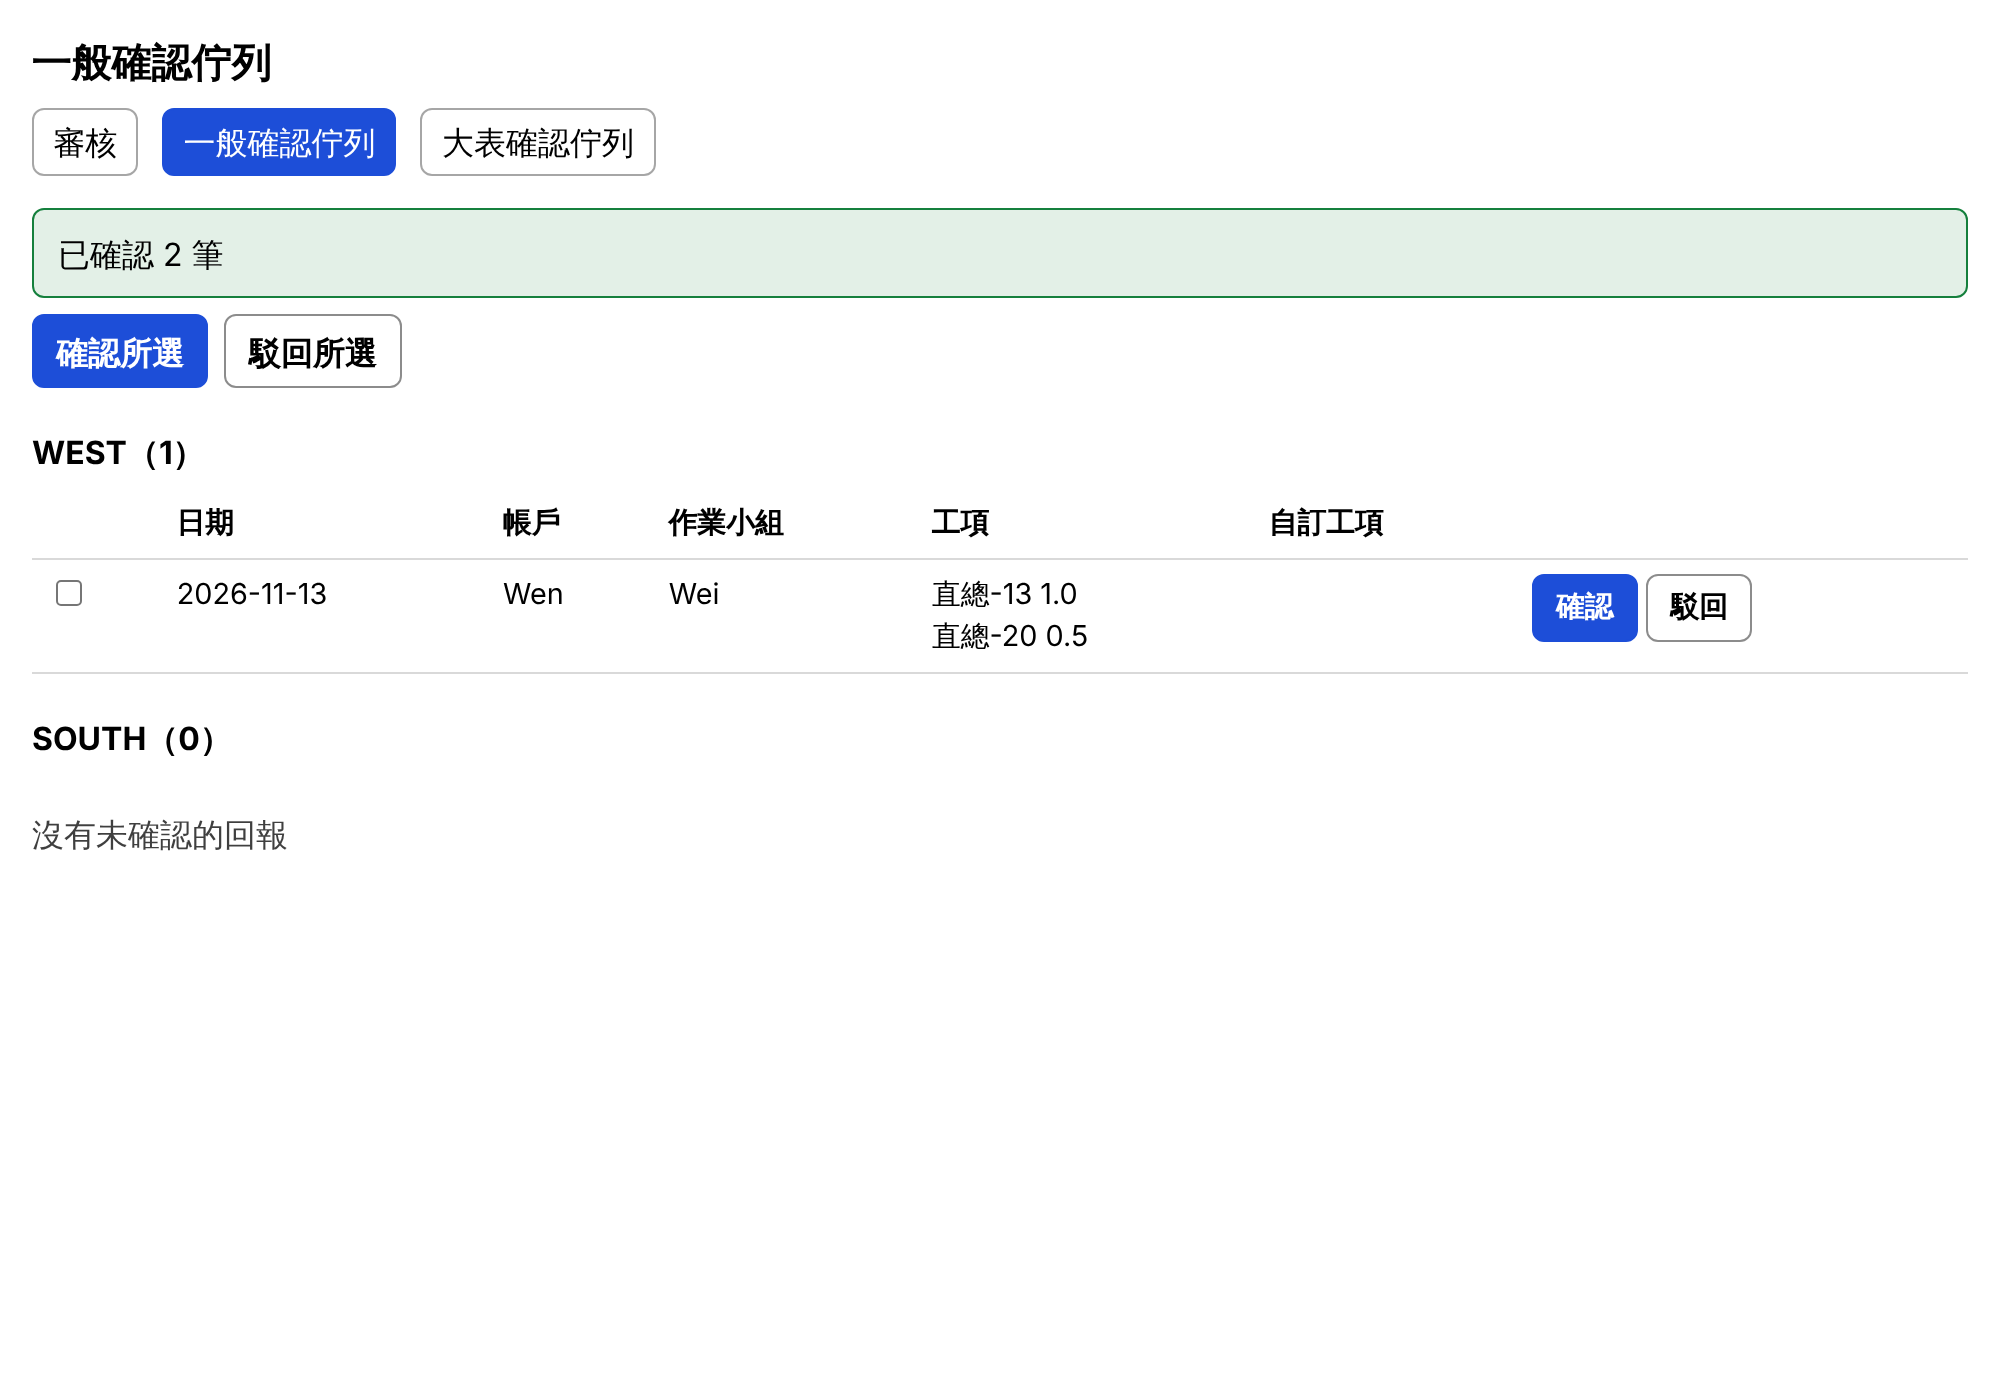 一般確認佇列
審核 一般確認佇列 大表確認佇列
已確認 2 筆
確認所選 駁回所選
WEST（1）
日期 帳戶 作業小組 工項 自訂工項
2026-11-13 Wen Wei 直總-13 1.0 確認 駁回
直總-20 0.5
SOUTH（0）
沒有未確認的回報